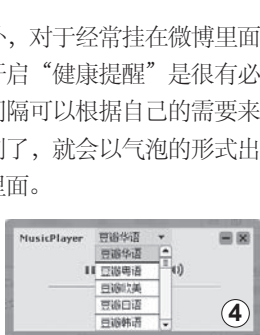 卜，对于经常挂在微博里面
开启“健康提醒”是很有必
间隔可以根据自己的需要来
到了，就会以气泡的形式出
里面。
MusicPlayer 豆瓣华语
豆瓣华语
豆瓣粤语
豆瓣欧美
豆瓣日语
豆瓣韩语
④